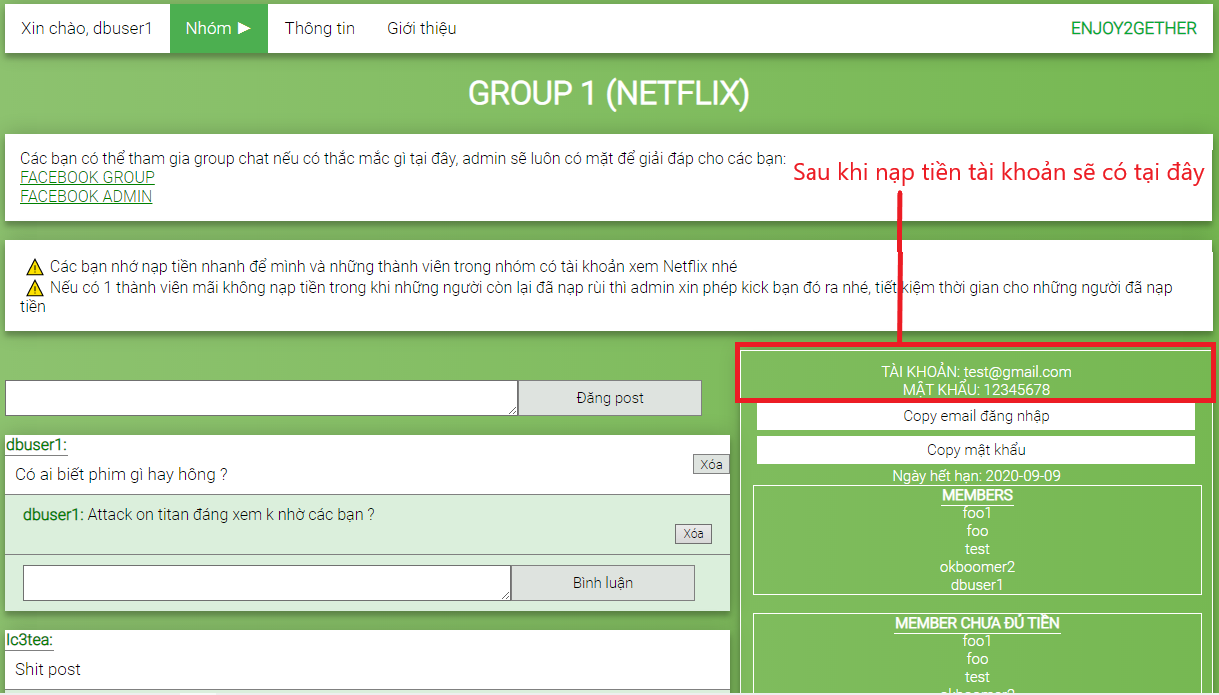 Xin chào, dbuser1 Nhóm ► Thông tin Giới thiệu ENJOY2GETHER
GROUP 1 (NETFLIX)
Các bạn có thể tham gia group chat nếu có thắc mắc gì tại đây, admin sẽ luôn có mặt để giải đáp cho các bạn:
FACEBOOK GROUP
FACEBOOK ADMIN
Sau khi nạp tiền tài khoản sẽ có tại đây
Các bạn nhớ nạp tiền nhanh để mình và những thành viên trong nhóm có tài khoản xem Netflix nhé
Nếu có 1 thành viên mãi không nạp tiền trong khi những người còn lại đã nạp rùi thì admin xin phép kick bạn đó ra nhé, tiết kiệm thời gian cho những người đã nạp
tiền
Đăng post
dbuser1:
Có ai biết phim gì hay hông ?
Xóa
dbuser1: Attack on titan đáng xem k nhờ các bạn ?
Xóa
Bình luận
lc3tea:
Shit post
TÀI KHOẢN: test@gmail.com
MẬT KHẨU: 12345678
Copy email đăng nhập
Copy mật khẩu
Ngày hết hạn: 2020-09-09
MEMBERS
foo1
foo
test
okboomer2
dbuser1
MEMBER CHƯA ĐỦ TIỀN
foo1
foo
test
okboomer2